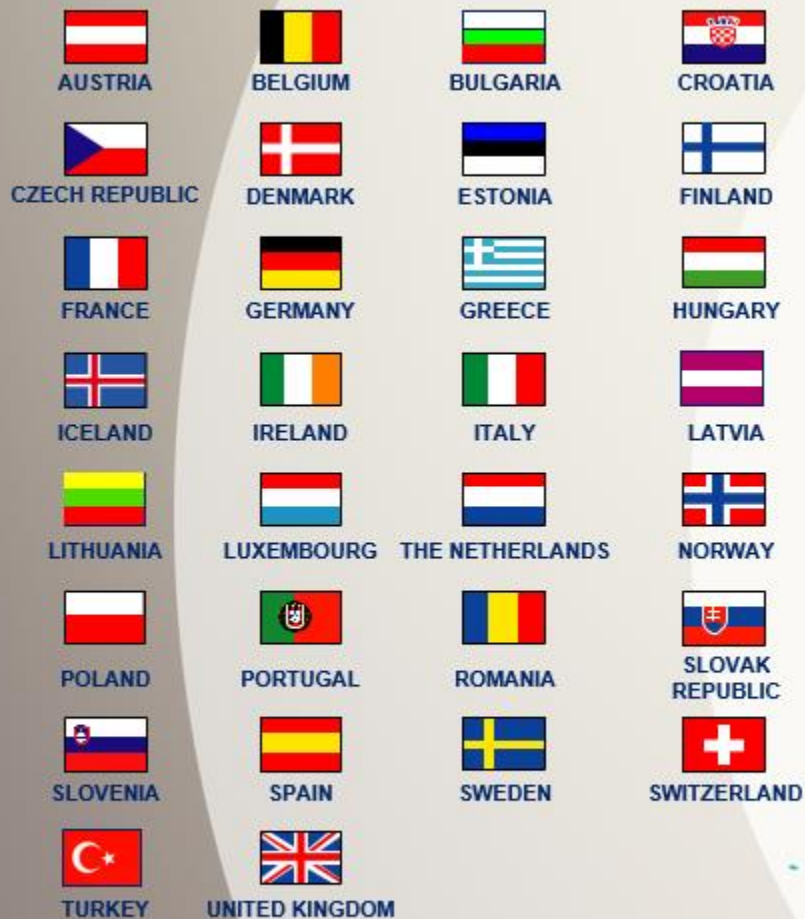 AUSTRIA
BELGIUM
BULGARIA
CROATIA
CZECH REPUBLIC
DENMARK
ESTONIA
FINLAND
FRANCE
GERMANY
GREECE
HUNGARY
ICELAND
IRELAND
ITALY
LATVIA
LITHUANIA
LUXEMBOURG
THE NETHERLANDS
NORWAY
POLAND
PORTUGAL
ROMANIA
SLOVAK
REPUBLIC
SLOVENIA
SPAIN
SWEDEN
SWITZERLAND
TURKEY
UNITED KINGDOM